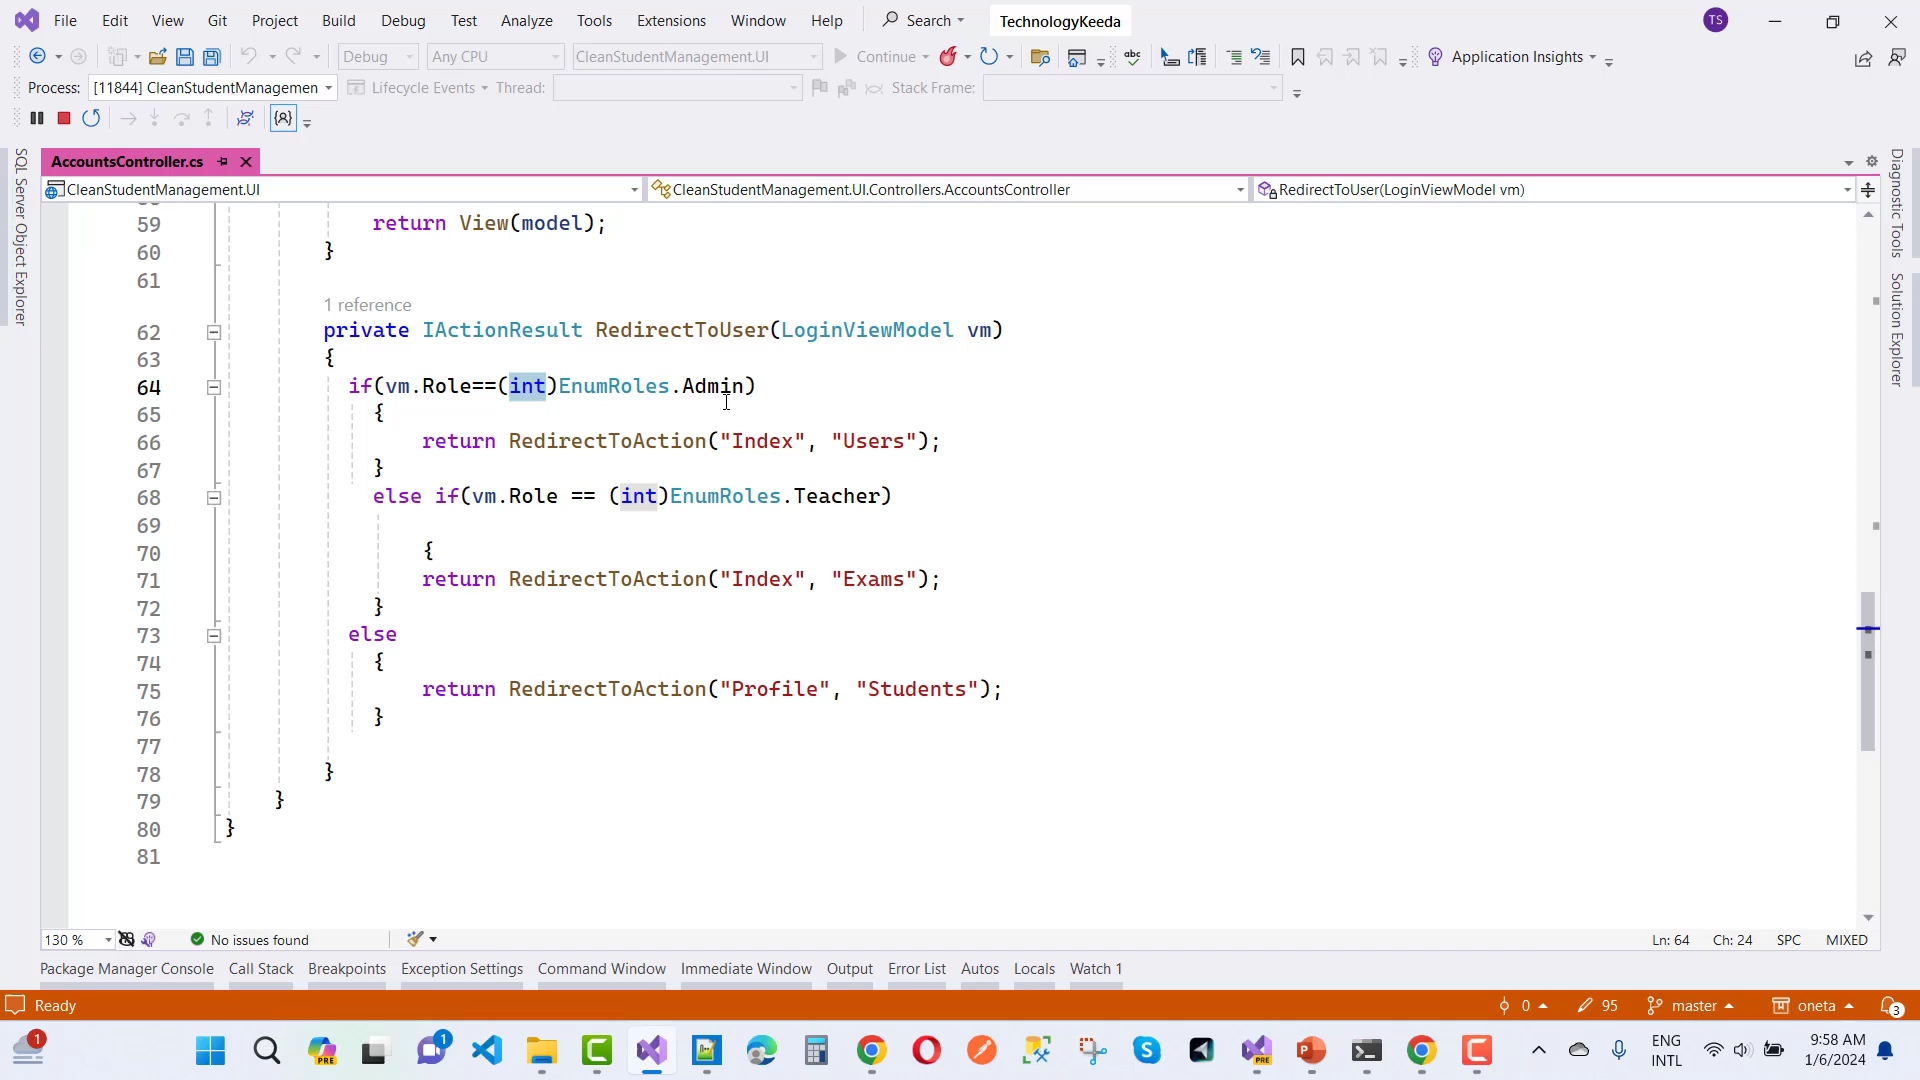 File Edit View Git Project Build Debug Test Analyze Tools Extensions Window Help Search TechnologyKeeda TS
Debug Any CPU CleanStudentManagement.UI Continue Application Insights
Process: [11844] CleanStudentManagemen Lifecycle Events Thread: Stack Frame:
AccountsController.cs
CleanStudentManagement.UI CleanStudentManagement.UI.Controllers.AccountsController RedirectToUser(LoginViewModel vm)
SQL Server Object Explorer
Diagnostic Tools
Solution Explorer
59 return View(model);
60 }
61
1 reference
62 private IActionResult RedirectToUser(LoginViewModel vm)
63 {
64 if(vm.Role==(int)EnumRoles.Admin)
65 {
66 return RedirectToAction("Index", "Users");
67 }
68 else if(vm.Role == (int)EnumRoles.Teacher)
69
70 {
71 return RedirectToAction("Index", "Exams");
72 }
73 else
74 {
75 return RedirectToAction("Profile", "Students");
76 }
77
78 }
79 }
80 }
81
130 % No issues found Ln: 64 Ch: 24 SPC MIXED
Package Manager Console Call Stack Breakpoints Exception Settings Command Window Immediate Window Output Error List Autos Locals Watch 1
Ready 0 95 master oneta 3
1 PRE 1 PRE ENG 9:58 AM
INTL 1/6/2024